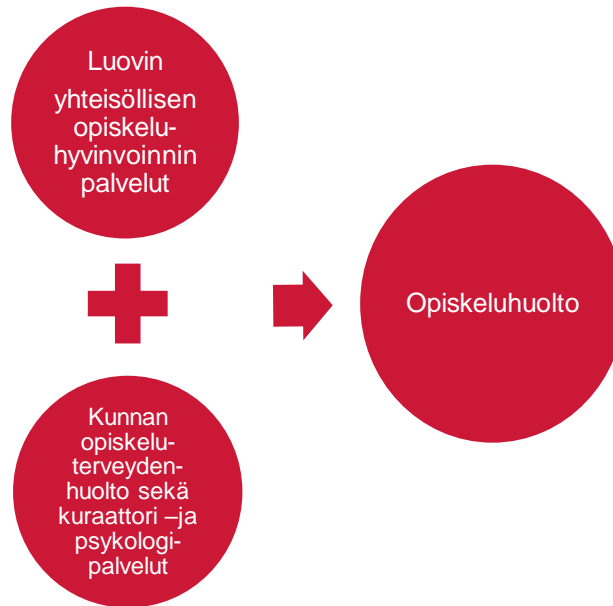 Luovin
yhteisöllisen
opiskelu-
hyvinvoinnin
palvelut
Opiskeluhuolto
Kunnan
opiskelu-
terveyden-
huolto sekä
kuraattori –ja
psykologi-
palvelut